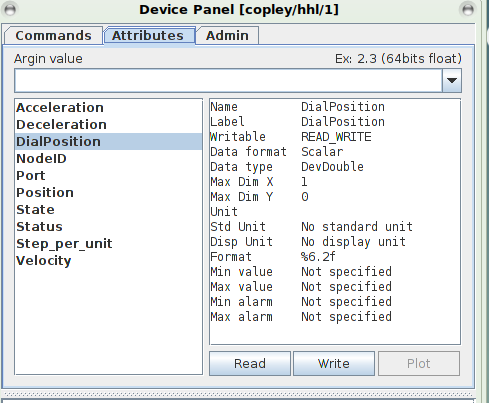 Device Panel [copley/hhl/1]
Commands Attributes Admin
Argin value Ex: 2.3 (64bits float)
Acceleration
Deceleration
DialPosition
NodeID
Port
Position
State
Status
Step_per_unit
Velocity
Name DialPosition
Label DialPosition
Writable READ_WRITE
Data format Scalar
Data type DevDouble
Max Dim X 1
Max Dim Y 0
Unit
Std Unit No standard unit
Disp Unit No display unit
Format %6.2f
Min value Not specified
Max value Not specified
Min alarm Not specified
Max alarm Not specified
Read Write Plot